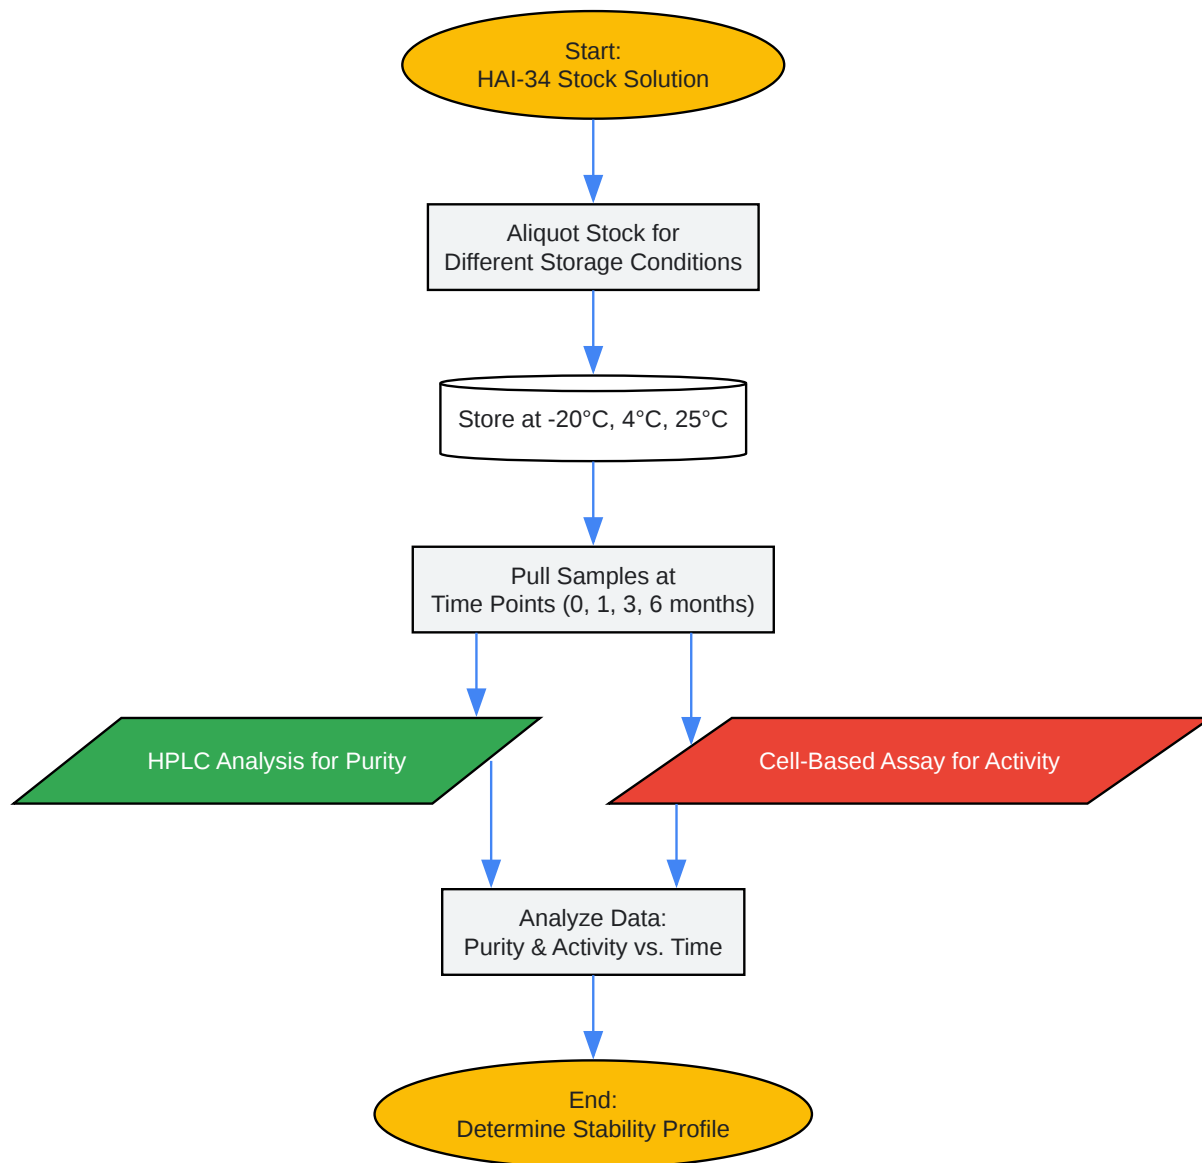 Start:
HAI-34 Stock Solution
Aliquot Stock for
Different Storage Conditions
Store at -20°C, 4°C, 25°C
Pull Samples at
Time Points (0, 1, 3, 6 months)
HPLC Analysis for Purity
Cell-Based Assay for Activity
Analyze Data:
Purity & Activity vs. Time
End:
Determine Stability Profile